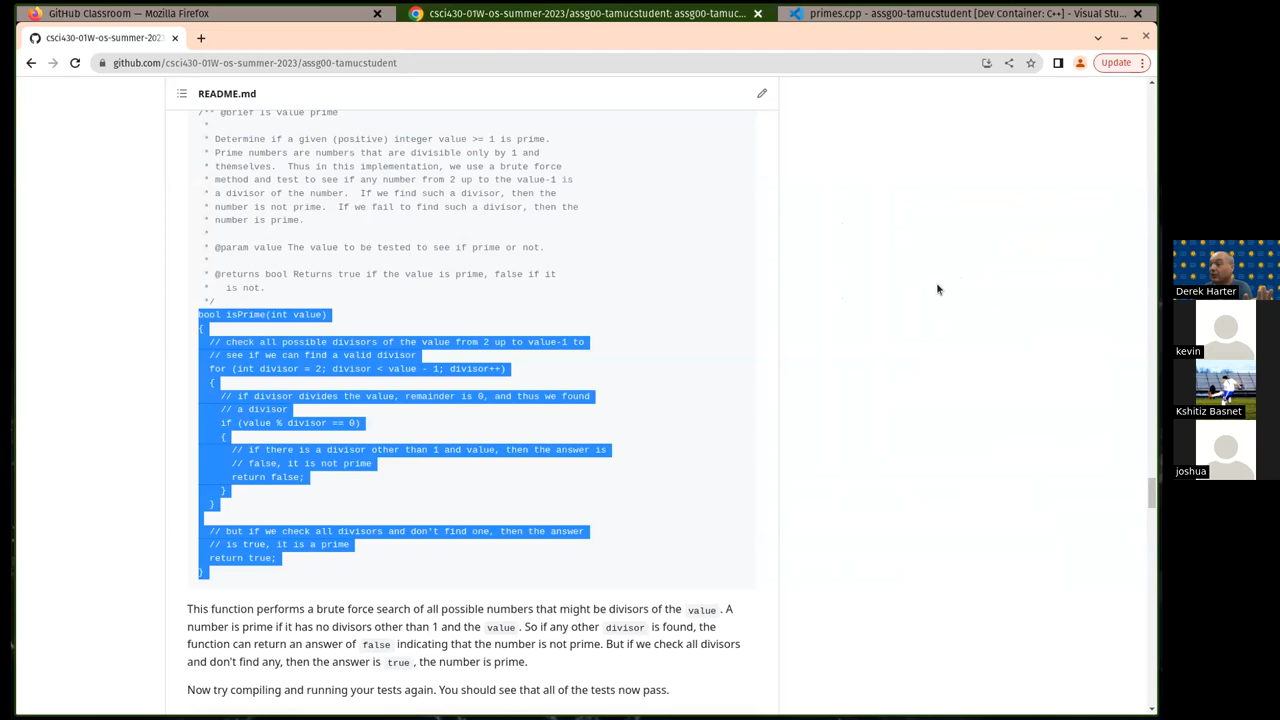 GitHub Classroom — Mozilla Firefox
csci430-01W-os-summer-2023/assg00-tamucstudent: assg00-tamuc...
primes.cpp - assg00-tamucstudent [Dev Container: C++] - Visual Stu...
csci430-01W-os-summer-202
github.com/csci430-01W-os-summer-2023/assg00-tamucstudent
Update
README.md
/** @brief Is value prime
*
* Determine if a given (positive) integer value >= 1 is prime.
* Prime numbers are numbers that are divisible only by 1 and
* themselves.  Thus in this implementation, we use a brute force
* method and test to see if any number from 2 up to the value-1 is
* a divisor of the number.  If we find such a divisor, then the
* number is not prime.  If we fail to find such a divisor, then the
* number is prime.
*
* @param value The value to be tested to see if prime or not.
*
* @returns bool Returns true if the value is prime, false if it
*   is not.
*/
bool isPrime(int value)
{
// check all possible divisors of the value from 2 up to value-1 to
// see if we can find a valid divisor
for (int divisor = 2; divisor < value - 1; divisor++)
{
// if divisor divides the value, remainder is 0, and thus we found
// a divisor
if (value % divisor == 0)
{
// if there is a divisor other than 1 and value, then the answer is
// false, it is not prime
return false;
}
}
// but if we check all divisors and don't find one, then the answer
// is true, it is a prime
return true;
}
This function performs a brute force search of all possible numbers that might be divisors of the value. A
number is prime if it has no divisors other than 1 and the value. So if any other divisor is found, the
function can return an answer of false indicating that the number is not prime. But if we check all divisors
and don't find any, then the answer is true, the number is prime.
Now try compiling and running your tests again. You should see that all of the tests now pass.
Derek Harter
kevin
Kshitiz Basnet
joshua